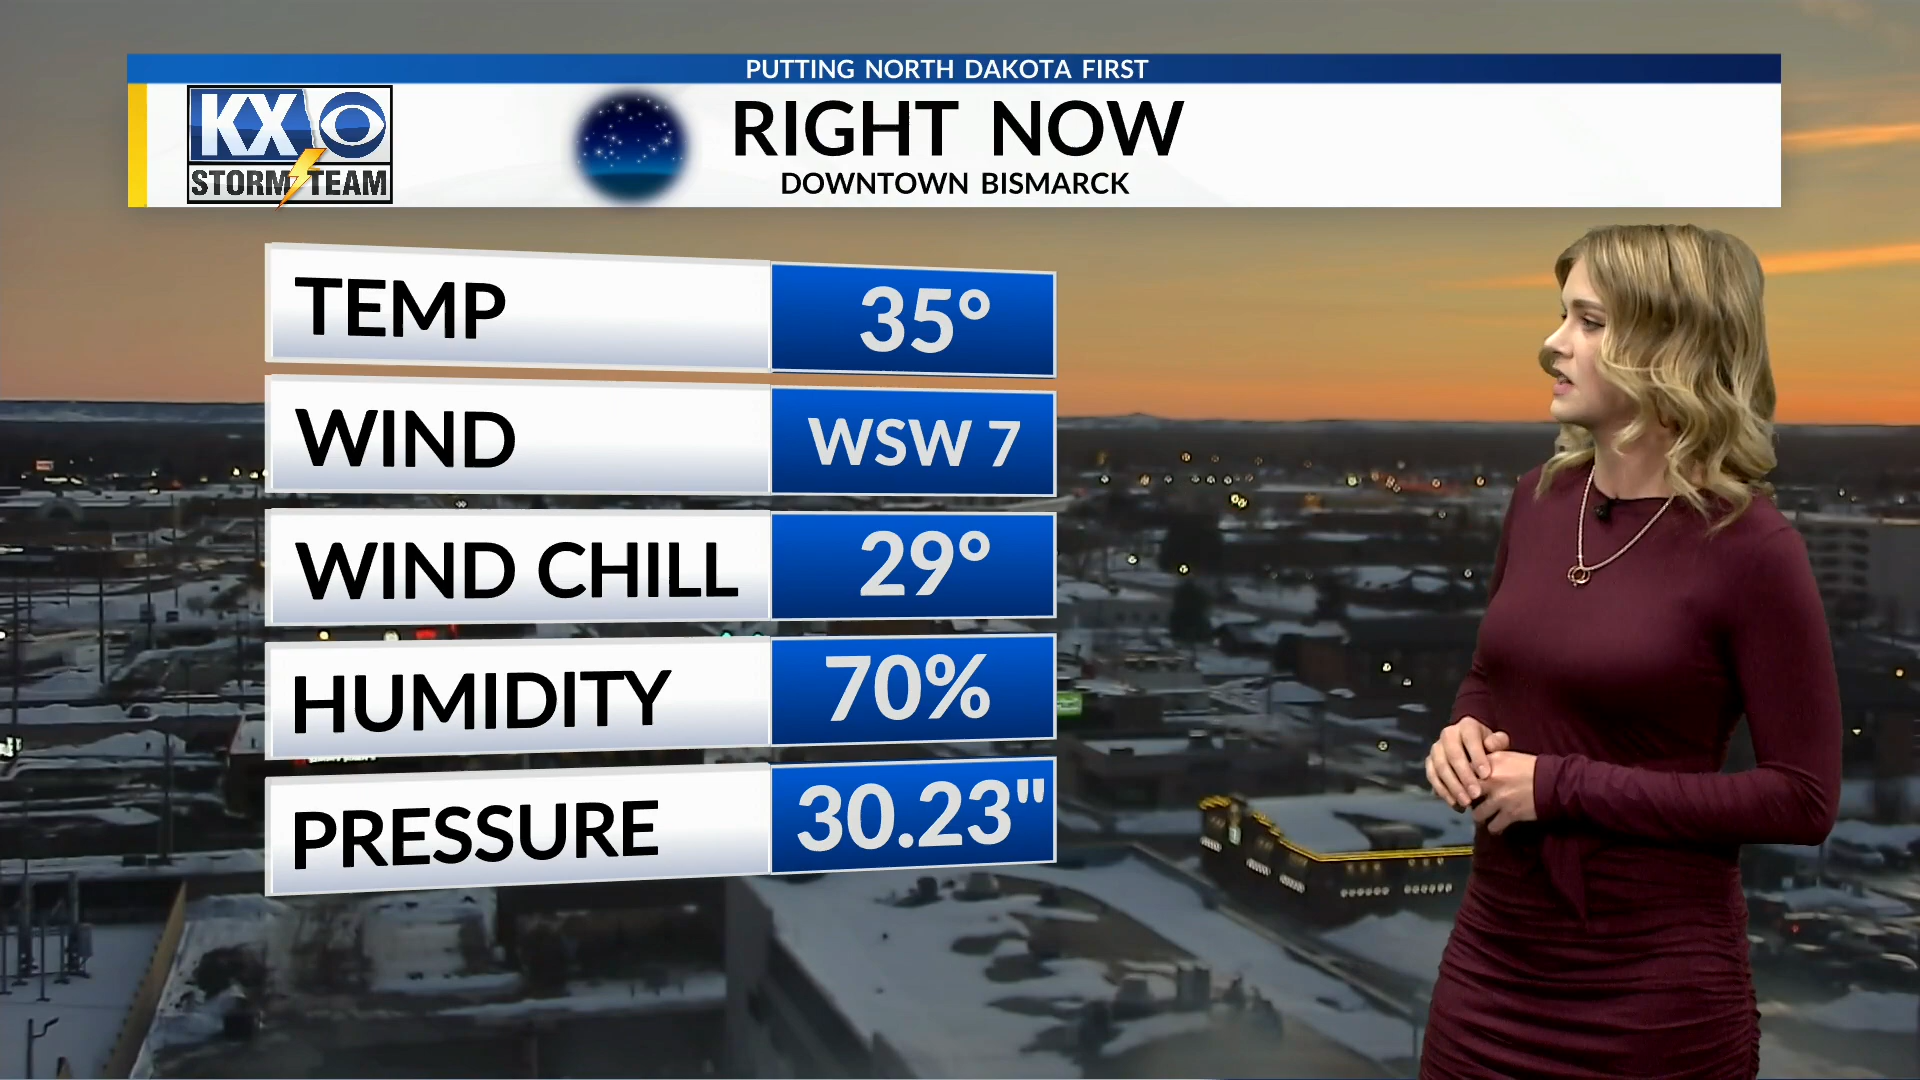 PUTTING NORTH DAKOTA FIRST
KX
STORM TEAM
RIGHT NOW
DOWNTOWN BISMARCK
TEMP 35°
WIND WSW 7
WIND CHILL 29°
HUMIDITY 70%
PRESSURE 30.23"